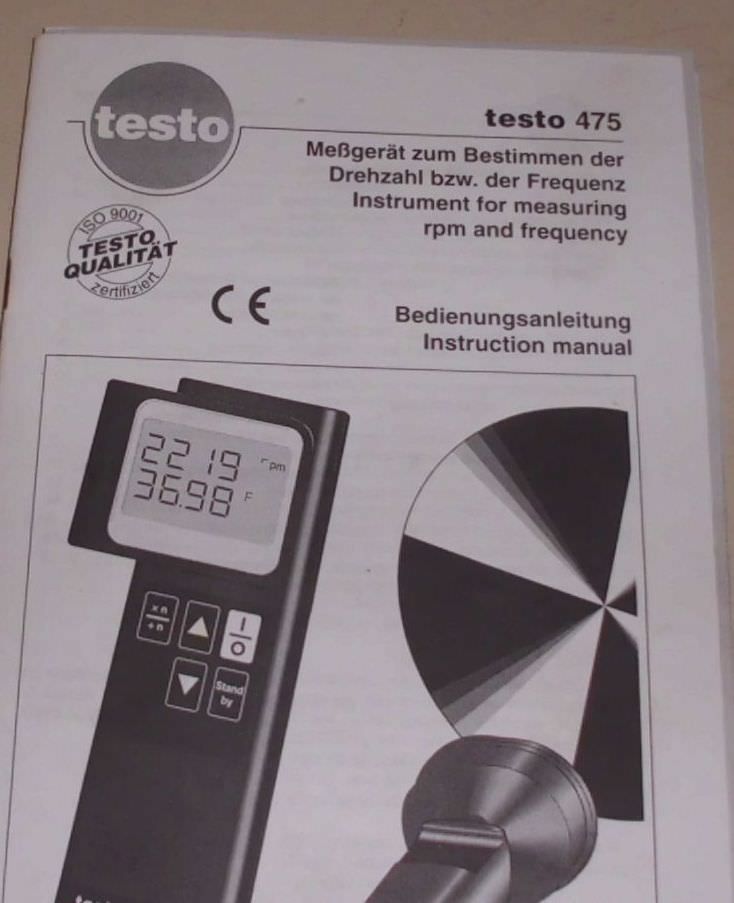 testo
testo 475
Meßgerät zum Bestimmen der
Drehzahl bzw. der Frequenz
Instrument for measuring
rpm and frequency
ISO 9001
TESTO
QUALITÄT
zertifiziert
CE
Bedienungsanleitung
Instruction manual
2219 rpm
36.98 F
×n
÷n
I
O
Stand
by